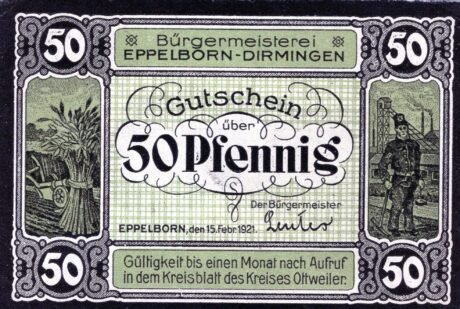 50
50
Bürgermeisterei
EPPELBORN-DIRMINGEN
Gutschein
über
50 Pfennig
Der Bürgermeister
EPPELBORN, den 15. Febr. 1921.
50
50
Gültigkeit bis einen Monat nach Aufruf
in dem Kreisblatt des Kreises Ottweiler.